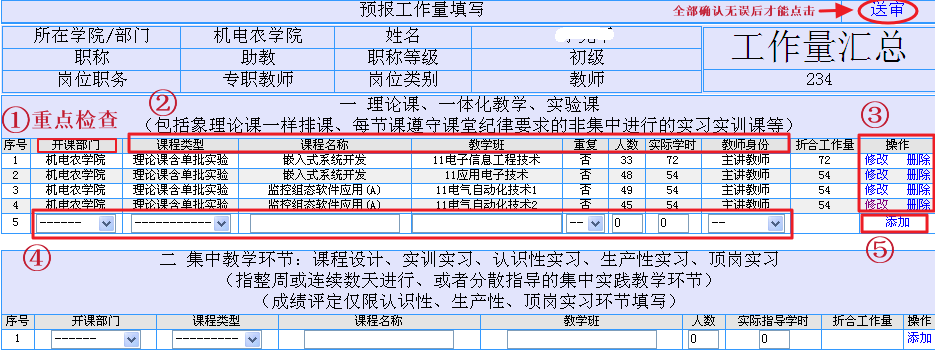 预报工作量填写 全部确认无误后才能点击 送审
所在学院/部门 机电农学院 姓名
职称 助教 职称等级 初级
岗位职务 专职教师 岗位类别 教师
工作量汇总
234
一 理论课、一体化教学、实验课
(包括象理论课一样排课、每节课遵守课堂纪律要求的非集中进行的实习实训课等)
①重点检查 ② ③
序号 开课部门 课程类型 课程名称 教学班 重复 人数 实际学时 教师身份 折合工作量 操作
1 机电农学院 理论课含单批实验 嵌入式系统开发 11电子信息工程技术 否 33 72 主讲教师 72 修改 删除
2 机电农学院 理论课含单批实验 嵌入式系统开发 11应用电子技术 否 48 54 主讲教师 54 修改 删除
3 机电农学院 理论课含单批实验 监控组态软件应用(A) 11电气自动化技术1 否 49 54 主讲教师 54 修改 删除
4 机电农学院 理论课含单批实验 监控组态软件应用(A) 11电气自动化技术2 否 45 54 主讲教师 54 修改 删除
5 ------ ----------- -- 0 0 -- 添加
④ ⑤
二 集中教学环节：课程设计、实训实习、认识性实习、生产性实习、顶岗实习
(指整周或连续数天进行、或者分散指导的集中实践教学环节)
(成绩评定仅限认识性、生产性、顶岗实习环节填写)
序号 开课部门 课程类型 课程名称 教学班 人数 实际指导学时 折合工作量 操作
1 ------ --------- 0 0 添加